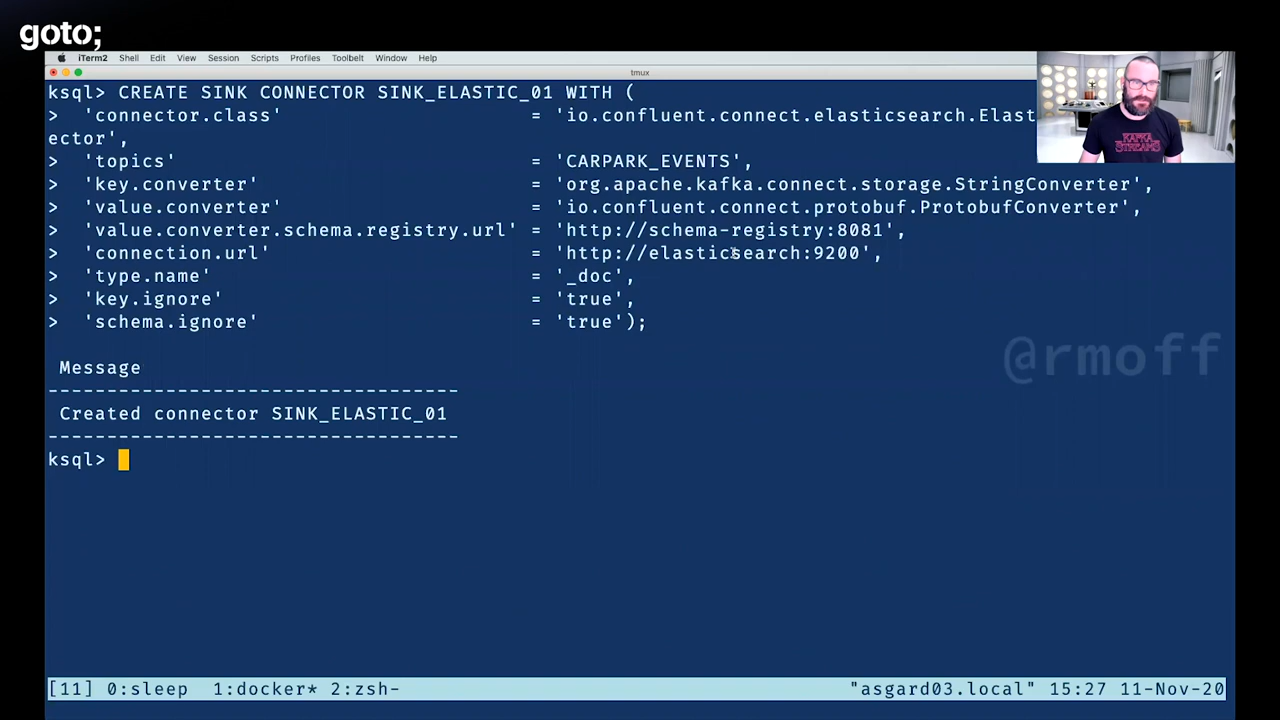 goto;
iTerm2 Shell Edit View Session Scripts Profiles Toolbelt Window Help
tmux
ksql> CREATE SINK CONNECTOR SINK_ELASTIC_01 WITH (
> 'connector.class' = 'io.confluent.connect.elasticsearch.Elast
ector',
> 'topics' = 'CARPARK_EVENTS',
> 'key.converter' = 'org.apache.kafka.connect.storage.StringConverter',
> 'value.converter' = 'io.confluent.connect.protobuf.ProtobufConverter',
> 'value.converter.schema.registry.url' = 'http://schema-registry:8081',
> 'connection.url' = 'http://elasticsearch:9200',
> 'type.name' = '_doc',
> 'key.ignore' = 'true',
> 'schema.ignore' = 'true');
KAFKA
STREAMS
@rmoff
Message
-----------------------------------
Created connector SINK_ELASTIC_01
-----------------------------------
ksql>
[11] 0:sleep 1:docker* 2:zsh- "asgard03.local" 15:27 11-Nov-20